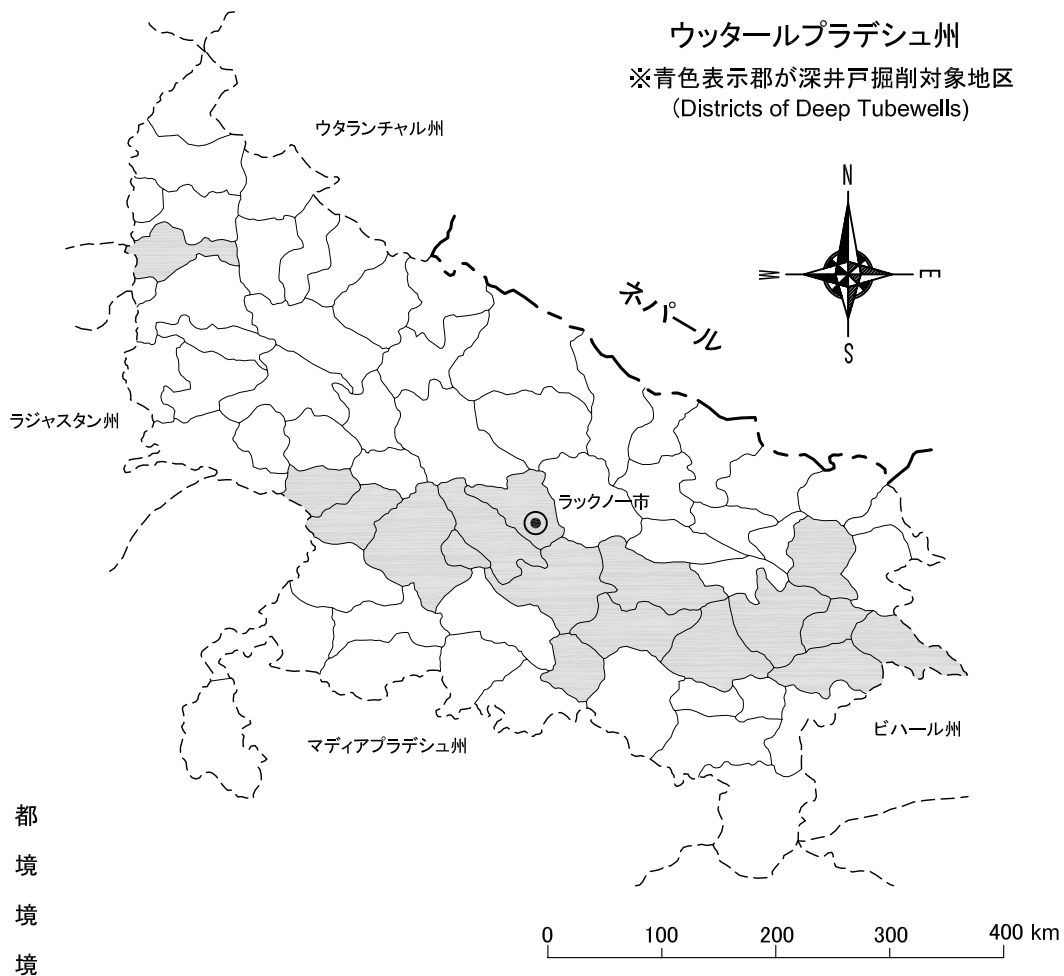 ウッタールプラデシュ州
※青色表示郡が深井戸掘削対象地区
(Districts of Deep Tubewells)
ウタランチャル州
N
W E
S
ネパール
ラジャスタン州
ラックノー市
マディアプラデシュ州
ビハール州
都
境
境
境
0 100 200 300 400 km